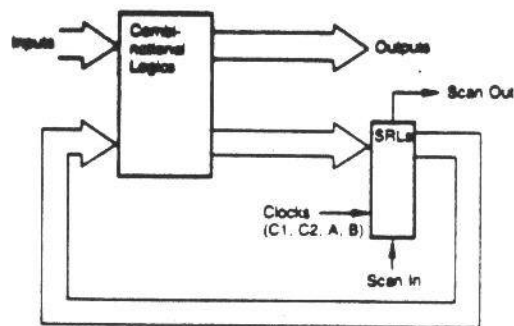 Inputs
Combi-
national
Logics
Outputs
Scan Out
SRLs
Clocks
(C1, C2, A, B)
Scan In